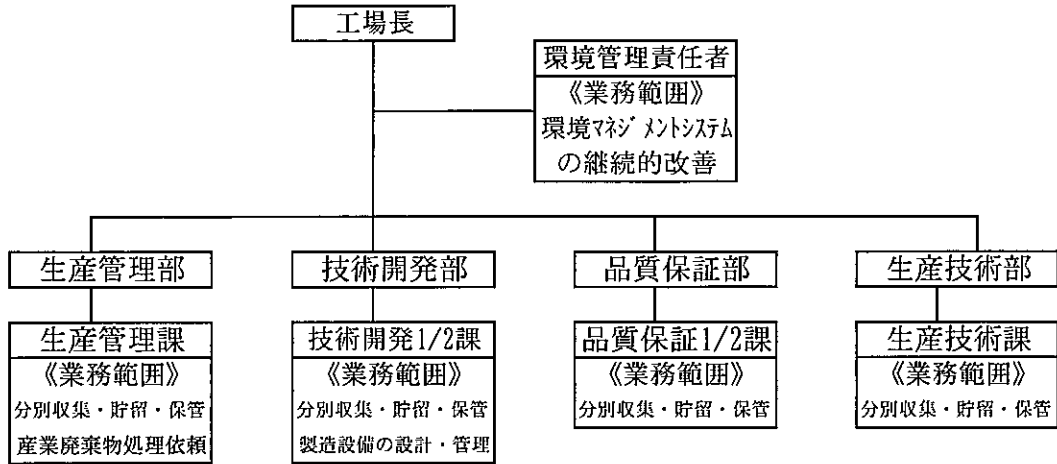 工場長
環境管理責任者
《業務範囲》
環境マネジメントシステム
の継続的改善
生産管理部
技術開発部
品質保証部
生産技術部
生産管理課
《業務範囲》
分別収集・貯留・保管
産業廃棄物処理依頼
技術開発1/2課
《業務範囲》
分別収集・貯留・保管
製造設備の設計・管理
品質保証1/2課
《業務範囲》
分別収集・貯留・保管
生産技術課
《業務範囲》
分別収集・貯留・保管